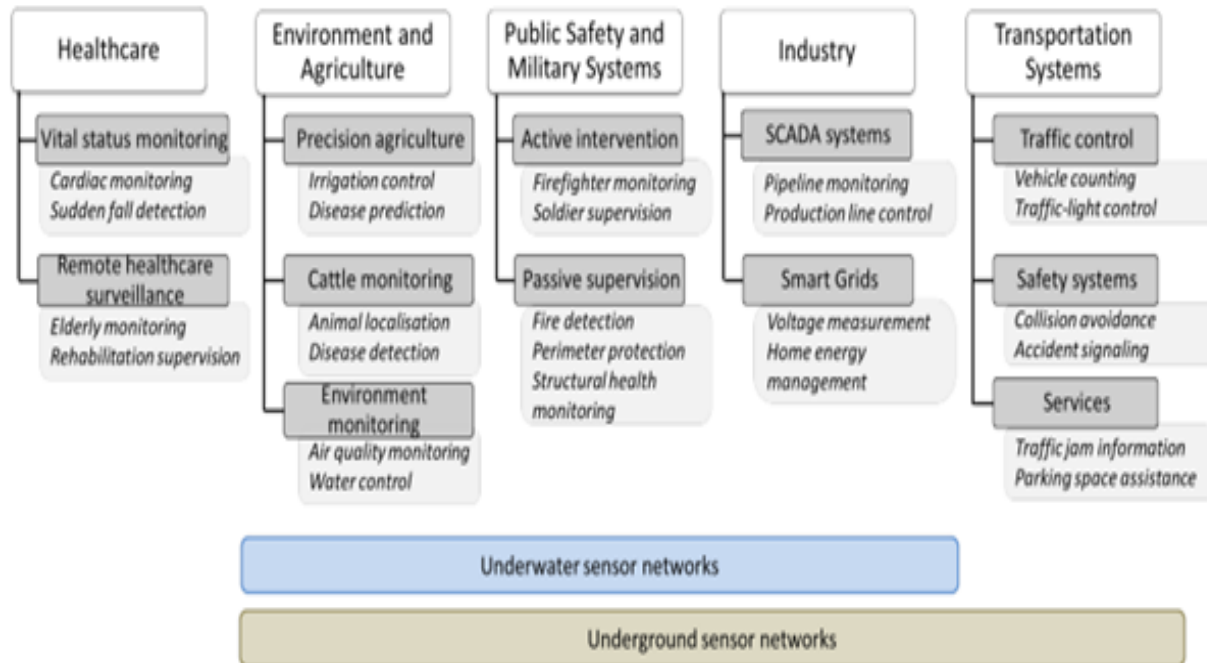 Healthcare
Vital status monitoring
Cardiac monitoring
Sudden fall detection
Remote healthcare
surveillance
Elderly monitoring
Rehabilitation supervision
Environment and
Agriculture
Precision agriculture
Irrigation control
Disease prediction
Cattle monitoring
Animal localisation
Disease detection
Environment
monitoring
Air quality monitoring
Water control
Public Safety and
Military Systems
Active intervention
Firefighter monitoring
Soldier supervision
Passive supervision
Fire detection
Perimeter protection
Structural health
monitoring
Industry
SCADA systems
Pipeline monitoring
Production line control
Smart Grids
Voltage measurement
Home energy
management
Transportation
Systems
Traffic control
Vehicle counting
Traffic-light control
Safety systems
Collision avoidance
Accident signaling
Services
Traffic jam information
Parking space assistance
Underwater sensor networks
Underground sensor networks